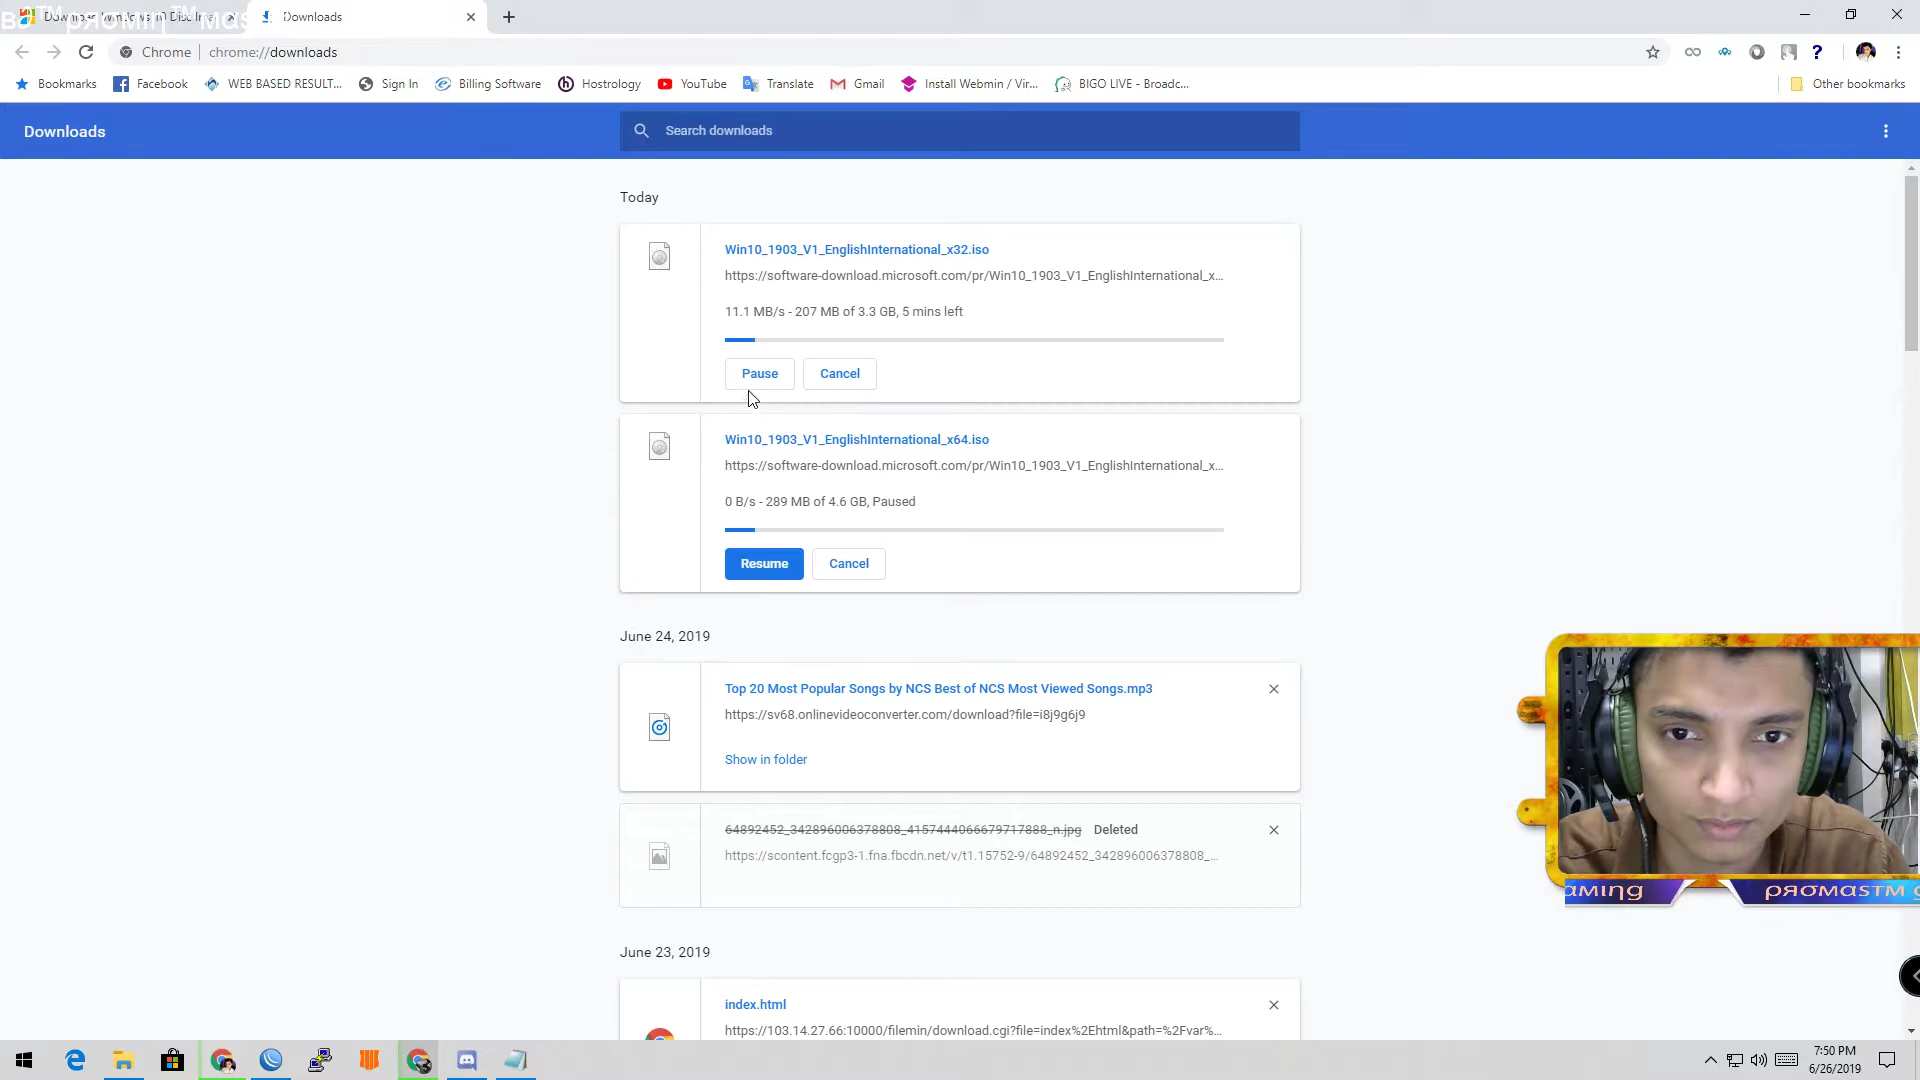 Downloads
Chrome | chrome://downloads
Bookmarks Facebook WEB BASED RESULT... Sign In Billing Software Hostrology YouTube Translate Gmail Install Webmin / Vir... BIGO LIVE - Broadc... Other bookmarks
Downloads
Search downloads
Today
Win10_1903_V1_EnglishInternational_x32.iso
https://software-download.microsoft.com/pr/Win10_1903_V1_EnglishInternational_x...
11.1 MB/s - 207 MB of 3.3 GB, 5 mins left
Pause Cancel
Win10_1903_V1_EnglishInternational_x64.iso
https://software-download.microsoft.com/pr/Win10_1903_V1_EnglishInternational_x...
0 B/s - 289 MB of 4.6 GB, Paused
Resume Cancel
June 24, 2019
Top 20 Most Popular Songs by NCS Best of NCS Most Viewed Songs.mp3
https://sv68.onlinevideoconverter.com/download?file=i8j9g6j9
Show in folder
64892452_342896006378808_4157444066679717888_n.jpg Deleted
https://scontent.fcgp3-1.fna.fbcdn.net/v/t1.15752-9/64892452_342896006378808_...
June 23, 2019
index.html
https://103.14.27.66:10000/filemin/download.cgi?file=index%2Ehtml&path=%2Fvar%...
7:50 PM
6/26/2019